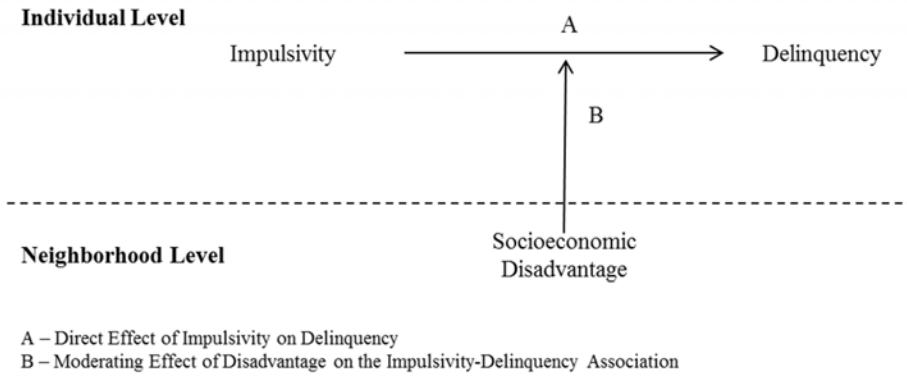 Individual Level
A
Impulsivity
Delinquency
B
Socioeconomic
Disadvantage
Neighborhood Level
A – Direct Effect of Impulsivity on Delinquency
B – Moderating Effect of Disadvantage on the Impulsivity-Delinquency Association